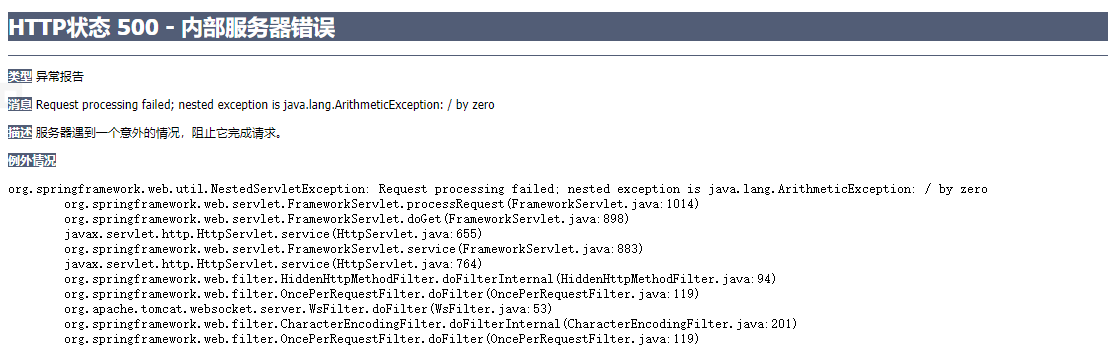 HTTP状态 500 - 内部服务器错误
类型 异常报告
消息 Request processing failed; nested exception is java.lang.ArithmeticException: / by zero
描述 服务器遇到一个意外的情况，阻止它完成请求。
例外情况
org.springframework.web.util.NestedServletException: Request processing failed; nested exception is java.lang.ArithmeticException: / by zero
org.springframework.web.servlet.FrameworkServlet.processRequest(FrameworkServlet.java:1014)
org.springframework.web.servlet.FrameworkServlet.doGet(FrameworkServlet.java:898)
javax.servlet.http.HttpServlet.service(HttpServlet.java:655)
org.springframework.web.servlet.FrameworkServlet.service(FrameworkServlet.java:883)
javax.servlet.http.HttpServlet.service(HttpServlet.java:764)
org.springframework.web.filter.HiddenHttpMethodFilter.doFilterInternal(HiddenHttpMethodFilter.java:94)
org.springframework.web.filter.OncePerRequestFilter.doFilter(OncePerRequestFilter.java:119)
org.apache.tomcat.websocket.server.WsFilter.doFilter(WsFilter.java:53)
org.springframework.web.filter.CharacterEncodingFilter.doFilterInternal(CharacterEncodingFilter.java:201)
org.springframework.web.filter.OncePerRequestFilter.doFilter(OncePerRequestFilter.java:119)